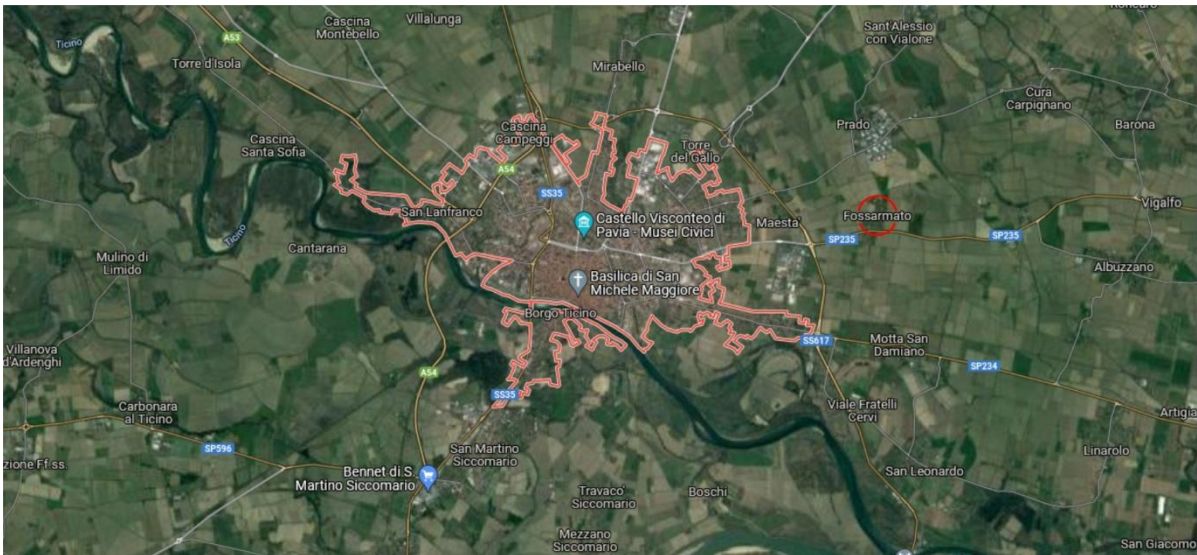 Villalunga
Cascina
Montebello
Ticino
A53
Torre d'Isola
Sant'Alessio
con Vialone
Mirabello
Cura
Carpignano
Barona
Prado
Cascina
Campeggi
Cascina
Santa Sofia
Torre
del Gallo
A54
SS35
San Lanfranco
Castello Visconteo di
Pavia - Musei Civici
Maesta'
Fossarmato
Vigalfo
SP235
SP235
Ticino
Cantarana
Mulino di
Limido
Albuzzano
Basilica di San
Michele Maggiore
Borgo Ticino
Motta San
Damiano
SS617
Villanova
d'Ardenghi
SP234
A54
SS35
Carbonara
al Ticino
Viale Fratelli
Cervi
Artigia
SP596
San Martino
Siccomario
Linarolo
zione Ff.ss.
Bennet di S.
Martino Siccomario
San Leonardo
Travaco'
Siccomario
Boschi
Mezzano
Siccomario
San Giacomo